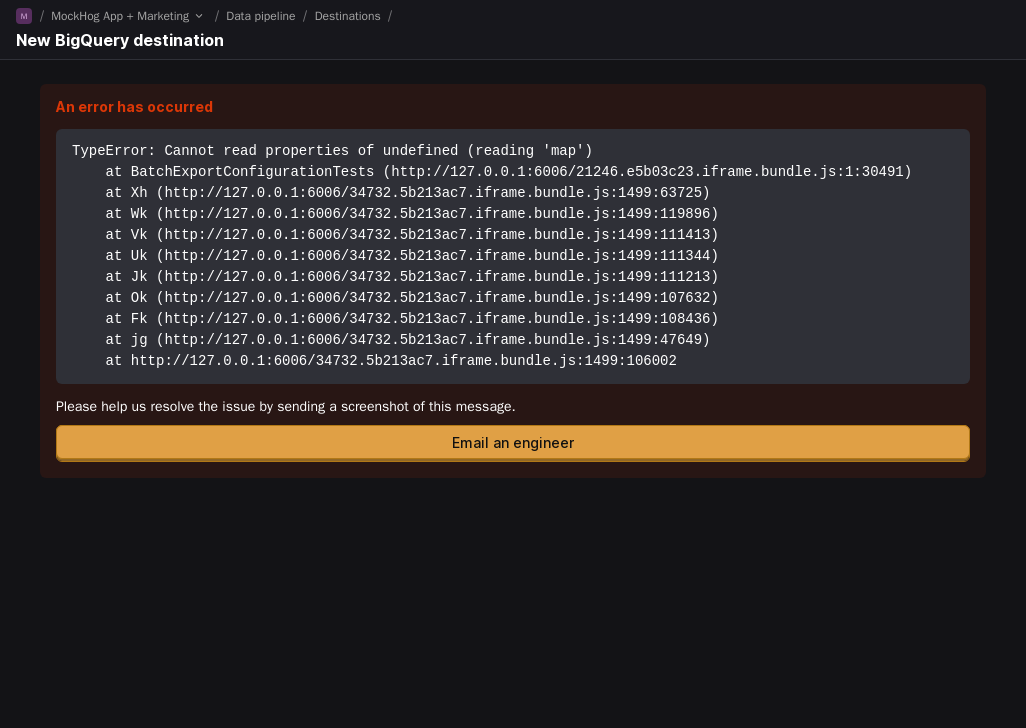 M / MockHog App + Marketing / Data pipeline / Destinations /
New BigQuery destination
An error has occurred
TypeError: Cannot read properties of undefined (reading 'map')
    at BatchExportConfigurationTests (http://127.0.0.1:6006/21246.e5b03c23.iframe.bundle.js:1:30491)
    at Xh (http://127.0.0.1:6006/34732.5b213ac7.iframe.bundle.js:1499:63725)
    at Wk (http://127.0.0.1:6006/34732.5b213ac7.iframe.bundle.js:1499:119896)
    at Vk (http://127.0.0.1:6006/34732.5b213ac7.iframe.bundle.js:1499:111413)
    at Uk (http://127.0.0.1:6006/34732.5b213ac7.iframe.bundle.js:1499:111344)
    at Jk (http://127.0.0.1:6006/34732.5b213ac7.iframe.bundle.js:1499:111213)
    at Ok (http://127.0.0.1:6006/34732.5b213ac7.iframe.bundle.js:1499:107632)
    at Fk (http://127.0.0.1:6006/34732.5b213ac7.iframe.bundle.js:1499:108436)
    at jg (http://127.0.0.1:6006/34732.5b213ac7.iframe.bundle.js:1499:47649)
    at http://127.0.0.1:6006/34732.5b213ac7.iframe.bundle.js:1499:106002
Please help us resolve the issue by sending a screenshot of this message.
Email an engineer